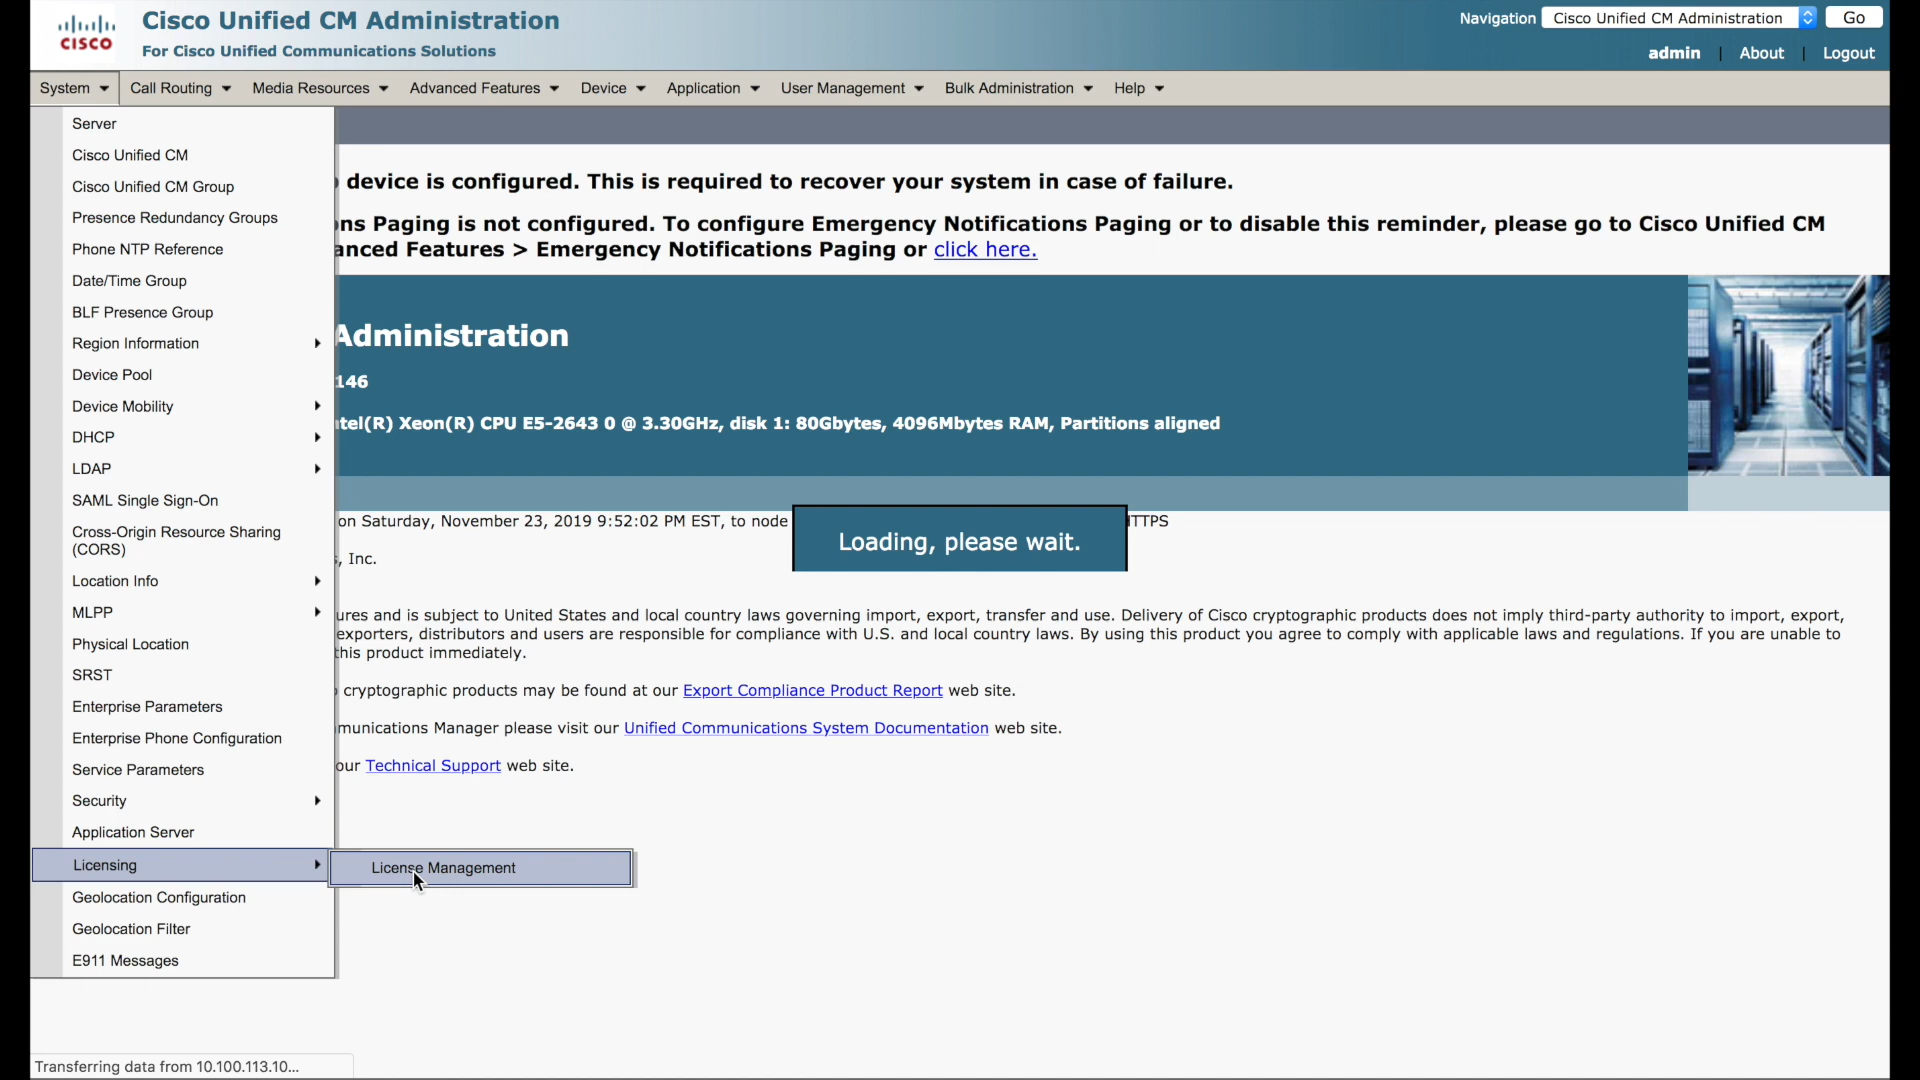 CISCO
Cisco Unified CM Administration
For Cisco Unified Communications Solutions
Navigation Cisco Unified CM Administration Go
admin | About | Logout
System Call Routing Media Resources Advanced Features Device Application User Management Bulk Administration Help
Server
Cisco Unified CM
Cisco Unified CM Group
Presence Redundancy Groups
Phone NTP Reference
Date/Time Group
BLF Presence Group
Region Information
Device Pool
Device Mobility
DHCP
LDAP
SAML Single Sign-On
Cross-Origin Resource Sharing
(CORS)
Location Info
MLPP
Physical Location
SRST
Enterprise Parameters
Enterprise Phone Configuration
Service Parameters
Security
Application Server
Licensing
License Management
Geolocation Configuration
Geolocation Filter
E911 Messages
device is configured. This is required to recover your system in case of failure.
ns Paging is not configured. To configure Emergency Notifications Paging or to disable this reminder, please go to Cisco Unified CM
anced Features > Emergency Notifications Paging or click here.
Administration
146
tel(R) Xeon(R) CPU E5-2643 0 @ 3.30GHz, disk 1: 80Gbytes, 4096Mbytes RAM, Partitions aligned
on Saturday, November 23, 2019 9:52:02 PM EST, to node
TTPS
Loading, please wait.
, Inc.
ures and is subject to United States and local country laws governing import, export, transfer and use. Delivery of Cisco cryptographic products does not imply third-party authority to import, export,
exporters, distributors and users are responsible for compliance with U.S. and local country laws. By using this product you agree to comply with applicable laws and regulations. If you are unable to
this product immediately.
cryptographic products may be found at our Export Compliance Product Report web site.
munications Manager please visit our Unified Communications System Documentation web site.
our Technical Support web site.
Transferring data from 10.100.113.10...